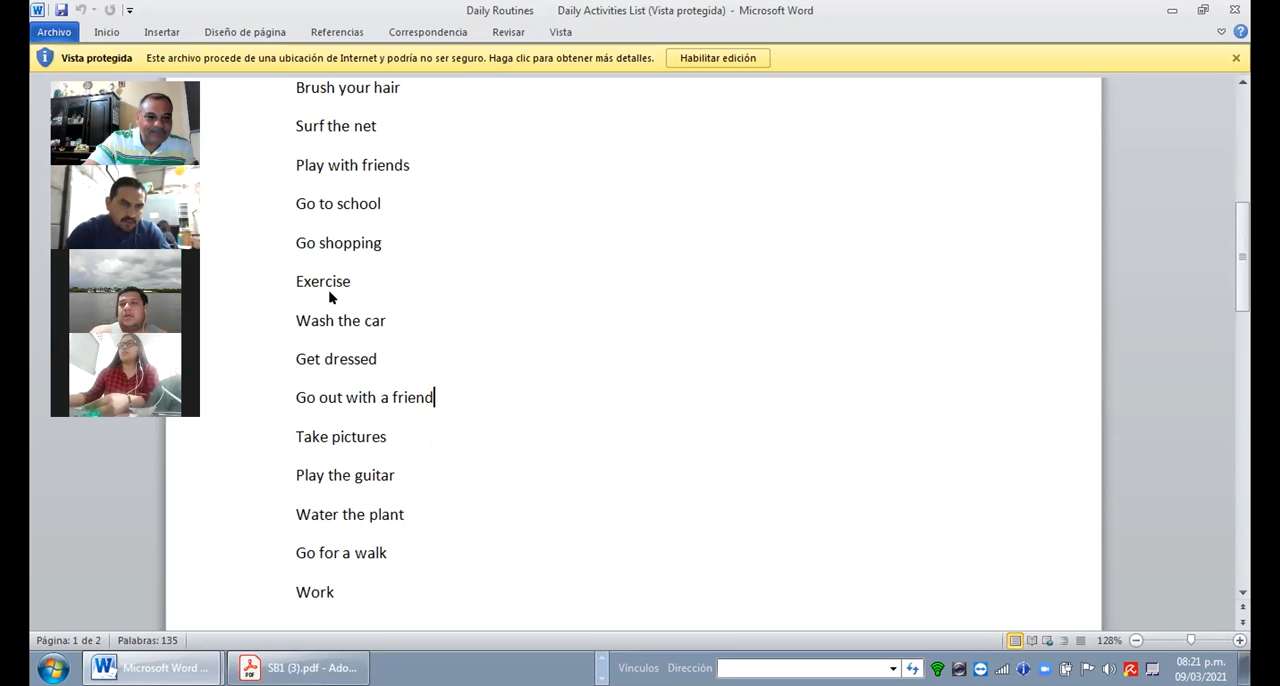 Daily Routines Daily Activities List (Vista protegida) - Microsoft Word
Archivo Inicio Insertar Diseño de página Referencias Correspondencia Revisar Vista
Vista protegida Este archivo procede de una ubicación de Internet y podría no ser seguro. Haga clic para obtener más detalles. Habilitar edición
Brush your hair
Surf the net
Play with friends
Go to school
Go shopping
Exercise
Wash the car
Get dressed
Go out with a friend
Take pictures
Play the guitar
Water the plant
Go for a walk
Work
Página: 1 de 2 Palabras: 135 128%
Microsoft Word ... SB1 (3).pdf - Ado... Vínculos Dirección 08:21 p.m.
09/03/2021